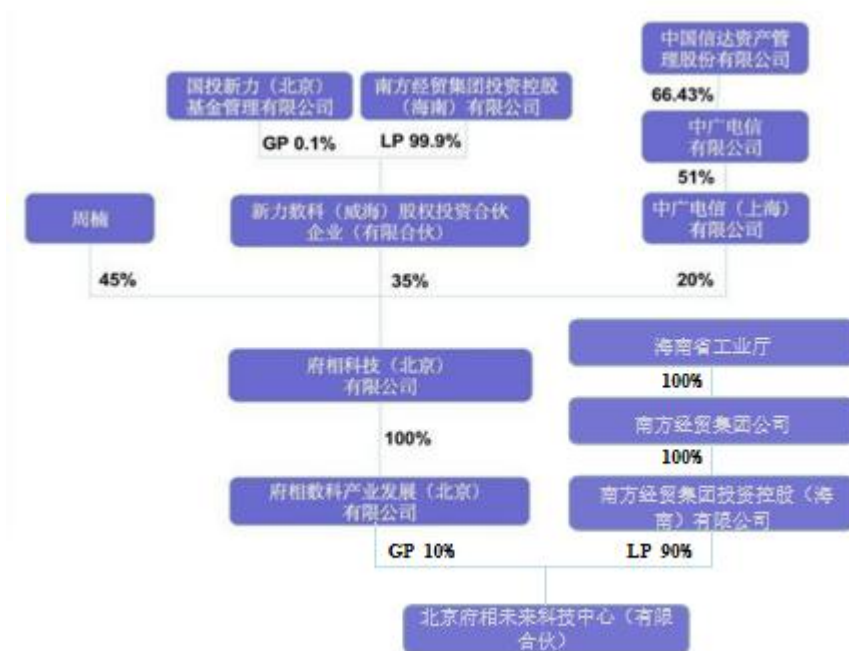 中国信达资产管
理股份有限公司
国投新力（北京）
基金管理有限公司
南方经贸集团投资控股
（海南）有限公司
66.43%
GP 0.1%
LP 99.9%
中广电信
有限公司
51%
周楠
新力数科（威海）股权投资合伙
企业（有限合伙）
中广电信（上海）
有限公司
45%
35%
20%
府相科技（北京）
有限公司
海南省工业厅
100%
南方经贸集团公司
100%
100%
府相数科产业发展（北京）
有限公司
南方经贸集团投资控股（海
南）有限公司
GP 10%
LP 90%
北京府相未来科技中心（有限
合伙）